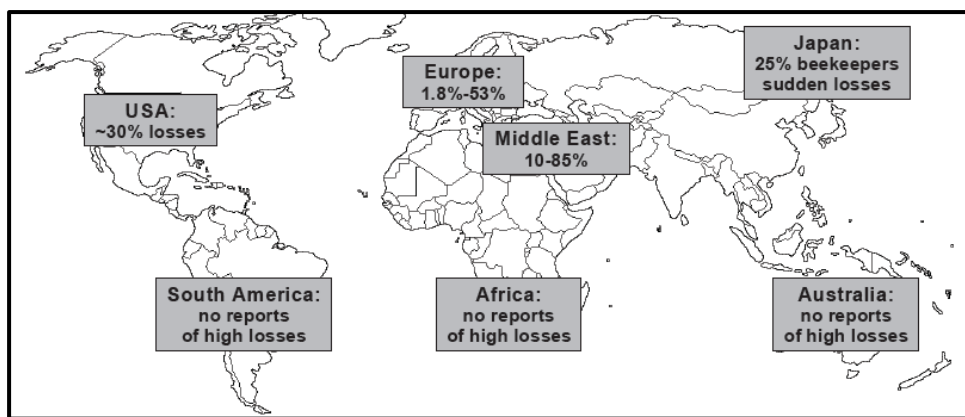 Japan:
25% beekeepers
sudden losses
Europe:
1.8%-53%
USA:
~30% losses
Middle East:
10-85%
South America:
no reports
of high losses
Africa:
no reports
of high losses
Australia:
no reports
of high losses